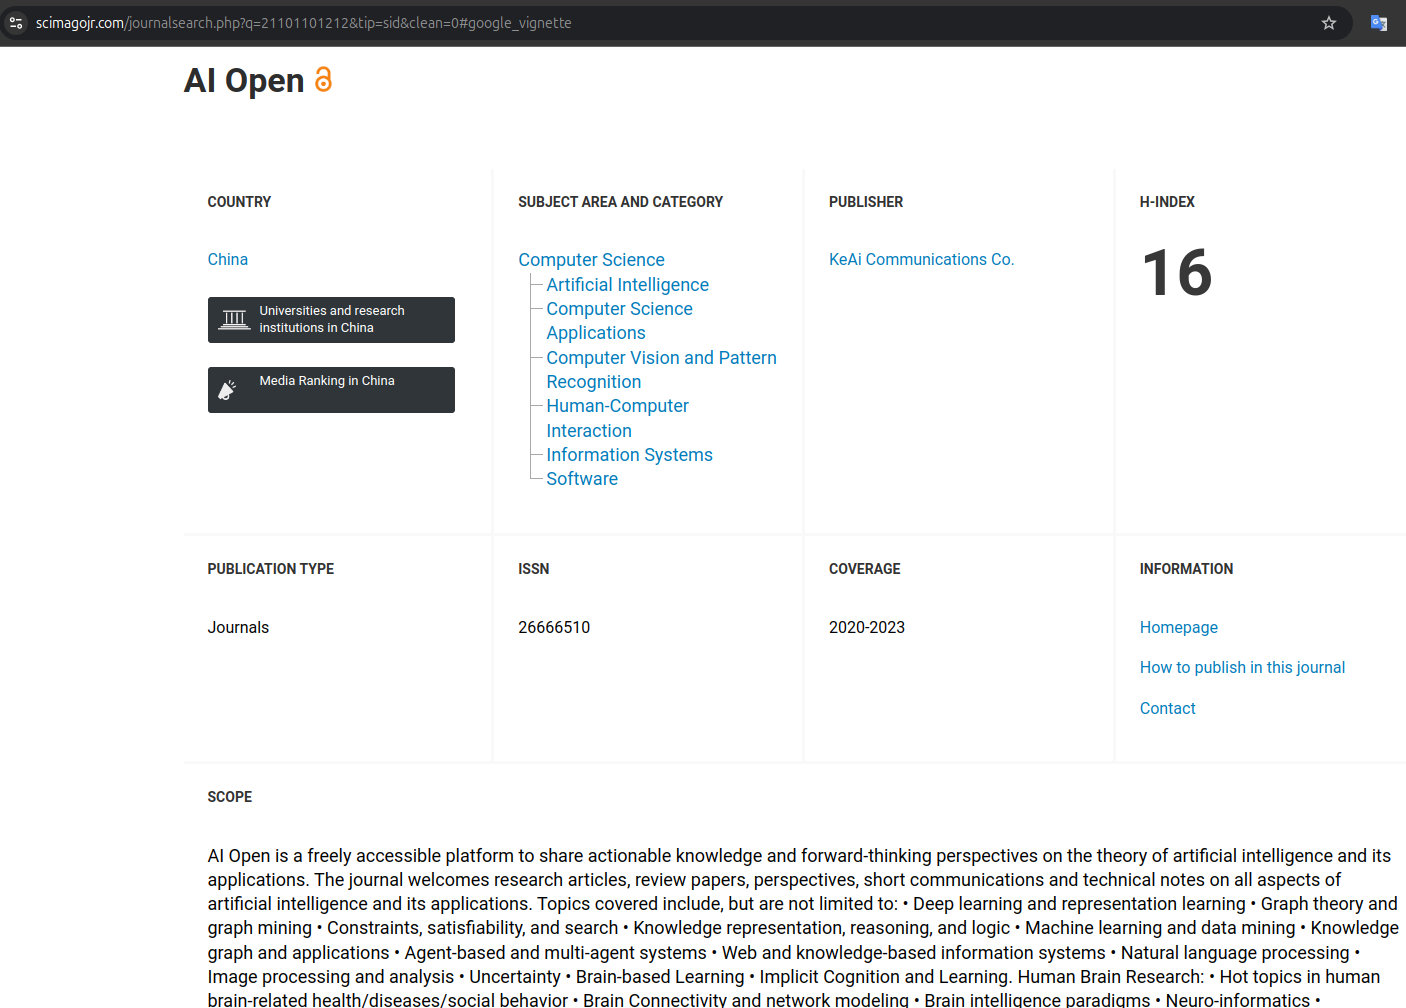 scimagojr.com/journalsearch.php?q=21101101212&tip=sid&clean=0#google_vignette
AI Open
COUNTRY
China
Universities and research
institutions in China
Media Ranking in China
SUBJECT AREA AND CATEGORY
Computer Science
Artificial Intelligence
Computer Science
Applications
Computer Vision and Pattern
Recognition
Human-Computer
Interaction
Information Systems
Software
PUBLISHER
KeAi Communications Co.
H-INDEX
16
PUBLICATION TYPE
Journals
ISSN
26666510
COVERAGE
2020-2023
INFORMATION
Homepage
How to publish in this journal
Contact
SCOPE
AI Open is a freely accessible platform to share actionable knowledge and forward-thinking perspectives on the theory of artificial intelligence and its
applications. The journal welcomes research articles, review papers, perspectives, short communications and technical notes on all aspects of
artificial intelligence and its applications. Topics covered include, but are not limited to: • Deep learning and representation learning • Graph theory and
graph mining • Constraints, satisfiability, and search • Knowledge representation, reasoning, and logic • Machine learning and data mining • Knowledge
graph and applications • Agent-based and multi-agent systems • Web and knowledge-based information systems • Natural language processing •
Image processing and analysis • Uncertainty • Brain-based Learning • Implicit Cognition and Learning. Human Brain Research: • Hot topics in human
brain-related health/diseases/social behavior • Brain Connectivity and network modeling • Brain intelligence paradigms • Neuro-informatics •